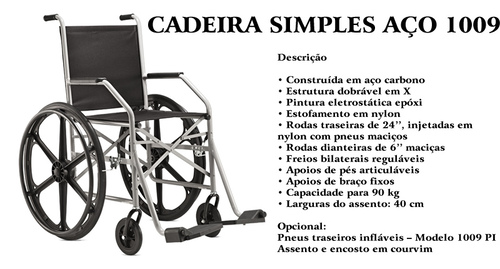 CADEIRA SIMPLES AÇO 1009
Descrição
• Construída em aço carbono
• Estrutura dobrável em X
• Pintura eletrostática epóxi
• Estofamento em nylon
• Rodas traseiras de 24’’, injetadas em
nylon com pneus maciços
• Rodas dianteiras de 6’’ maciças
• Freios bilaterais reguláveis
• Apoios de pés articuláveis
• Apoios de braço fixos
• Capacidade para 90 kg
• Larguras do assento: 40 cm
Opcional:
Pneus traseiros infláveis – Modelo 1009 PI
Assento e encosto em courvim